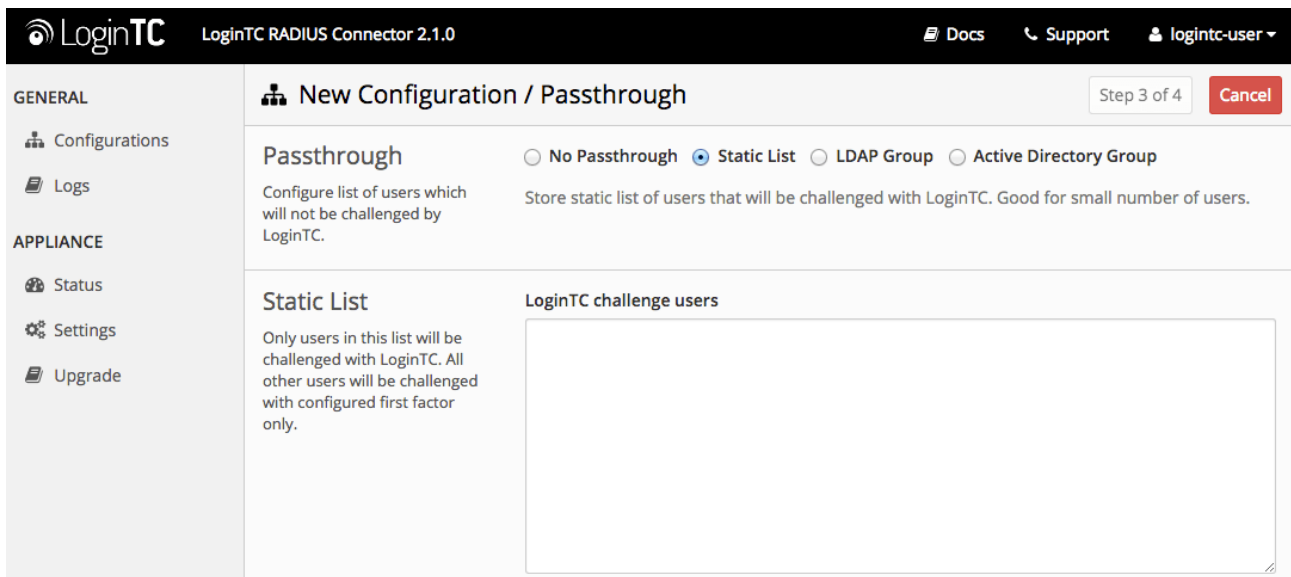 LoginTC LoginTC RADIUS Connector 2.1.0 Docs Support logintc-user
GENERAL
Configurations
Logs
APPLIANCE
Status
Settings
Upgrade
New Configuration / Passthrough Step 3 of 4 Cancel
Passthrough
Configure list of users which
will not be challenged by
LoginTC.
No Passthrough Static List LDAP Group Active Directory Group
Store static list of users that will be challenged with LoginTC. Good for small number of users.
Static List
Only users in this list will be
challenged with LoginTC. All
other users will be challenged
with configured first factor
only.
LoginTC challenge users